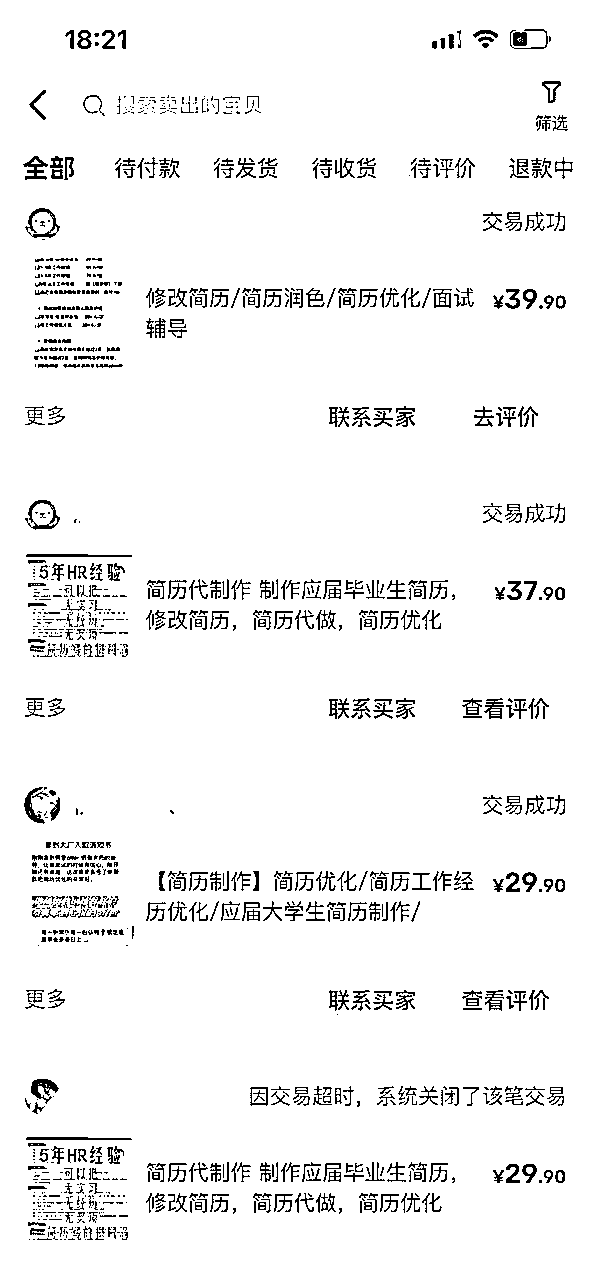 18:21
搜索卖出的宝贝
筛选
全部 待付款 待发货 待收货 待评价 退款中
交易成功
修改简历/简历润色/简历优化/面试 ¥39.90
辅导
更多 联系买家 去评价
交易成功
5年HR经验
简历代制作 制作应届毕业生简历, ¥37.90
修改简历，简历代做，简历优化
更多 联系买家 查看评价
交易成功
【简历制作】简历优化/简历工作经 ¥29.90
历优化/应届大学生简历制作/
更多 联系买家 查看评价
因交易超时，系统关闭了该笔交易
5年HR经验
简历代制作 制作应届毕业生简历, ¥29.90
修改简历，简历代做，简历优化